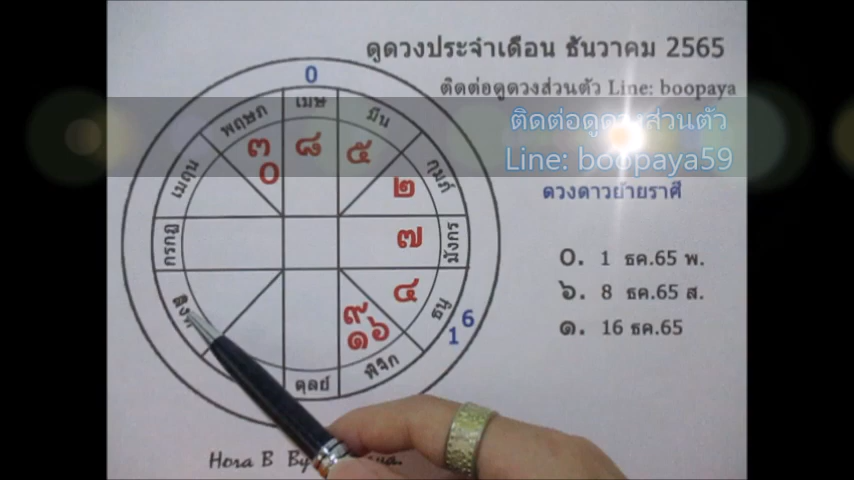 ดูดวงประจำเดือน ธันวาคม 2565
ติดต่อดูดวงส่วนตัว Line: boopaya
ติดต่อดูดวงส่วนตัว
Line: boopaya59
ดวงดาวย้ายราศี
๐. 1 ธค.65 พ.
๖. 8 ธค.65 ส.
๑. 16 ธค.65
0
เมษ
พฤษภ
มีน
เมถุน
กุมภ์
กรกฎ
มังกร
ธนู
พิจิก
ตุลย์
๓
๐
๘
๕
๒
๗
๔
๙
๑ ๖
6
1
Hora B By